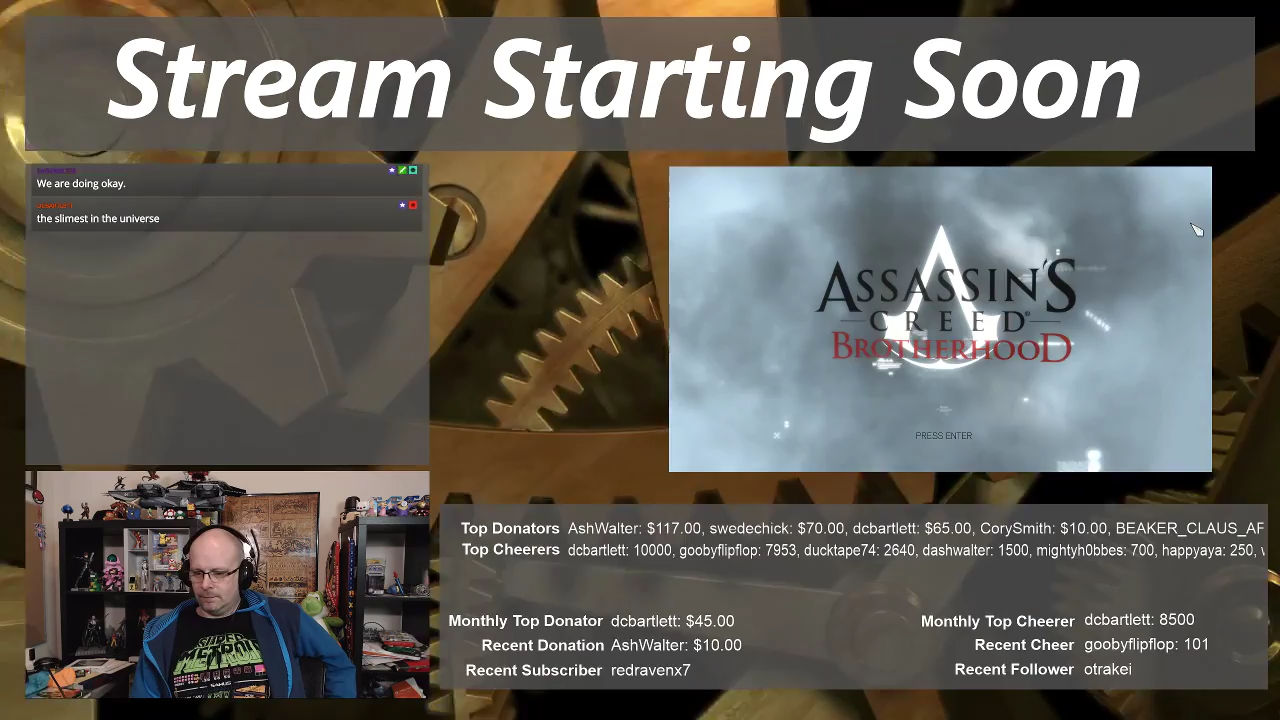 Stream Starting Soon
We are doing okay.
the slimest in the universe
ASSASSIN'S
CREED
BROTHERHOOD
PRESS ENTER
SUPER
METROID
Top Donators AshWalter: $117.00, swedechick: $70.00, dcbartlett: $65.00, CorySmith: $10.00, BEAKER_CLAUS_AF
Top Cheerers dcbartlett: 10000, goobyflipflop: 7953, ducktape74: 2640, dashwalter: 1500, mightyh0bbes: 700, happyaya: 250,
Monthly Top Donator dcbartlett: $45.00
Recent Donation AshWalter: $10.00
Recent Subscriber redravenx7
Monthly Top Cheerer dcbartlett: 8500
Recent Cheer goobyflipflop: 101
Recent Follower otrakei